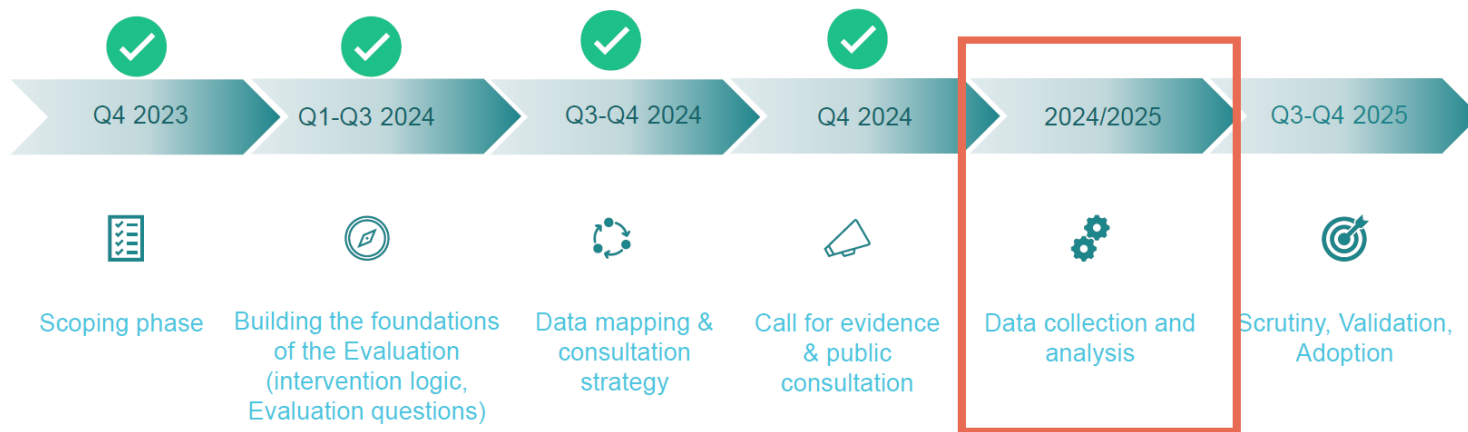 Q4 2023
Q1-Q3 2024
Q3-Q4 2024
Q4 2024
2024/2025
Q3-Q4 2025
Scoping phase
Building the foundations
of the Evaluation
(intervention logic,
Evaluation questions)
Data mapping &
consultation
strategy
Call for evidence
& public
consultation
Data collection and
analysis
Scrutiny, Validation,
Adoption